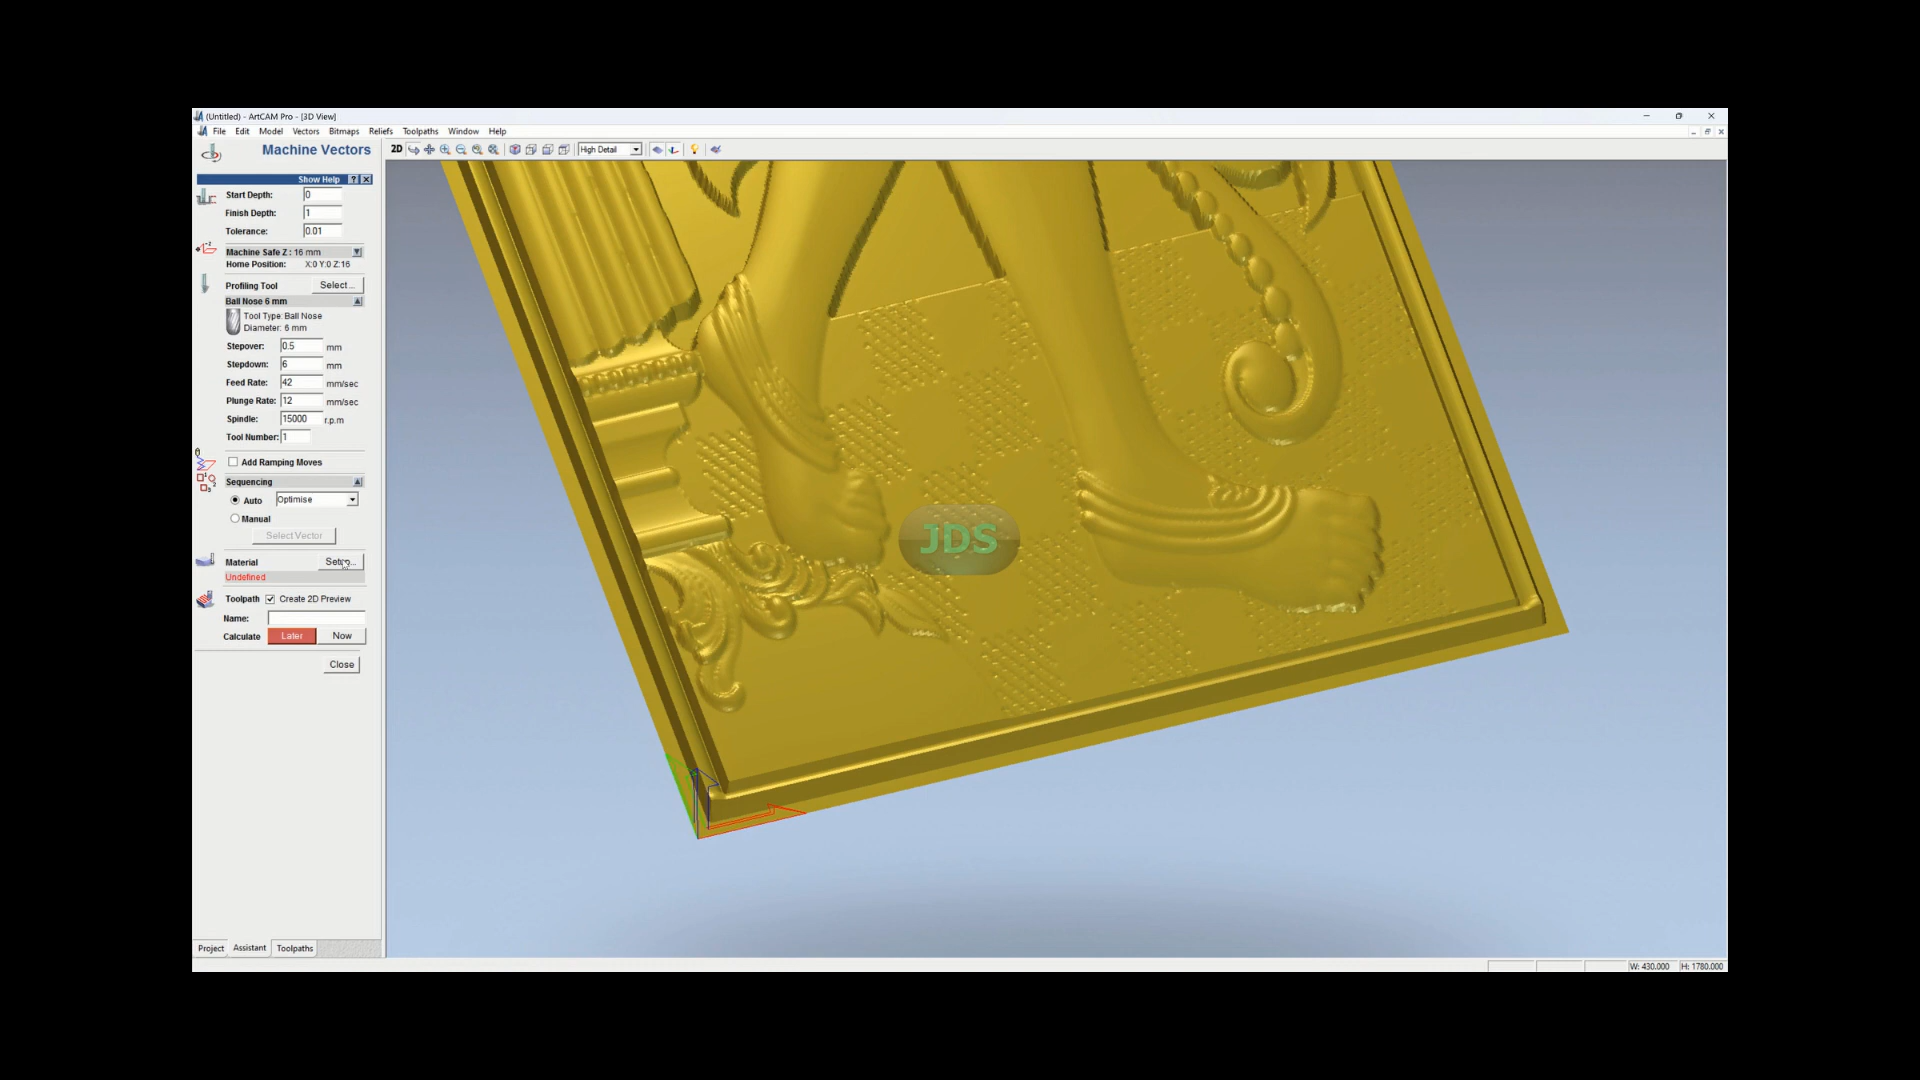 (Untitled) - ArtCAM Pro - [3D View]
File Edit Model Vectors Bitmaps Reliefs Toolpaths Window Help
Machine Vectors
2D High Detail
Show Help ?
Start Depth: 0
Finish Depth: 1
Tolerance: 0.01
Machine Safe Z : 16 mm
Home Position: X:0 Y:0 Z:16
Profiling Tool Select...
Ball Nose 6 mm
Tool Type: Ball Nose
Diameter: 6 mm
Stepover: 0.5 mm
Stepdown: 6 mm
Feed Rate: 42 mm/sec
Plunge Rate: 12 mm/sec
Spindle: 15000 r.p.m
Tool Number: 1
Add Ramping Moves
Sequencing
Auto Optimise
Manual
Select Vector
Material
Undefined
Toolpath Create 2D Preview
Name:
Calculate Later Now
Close
JDS
Project Assistant Toolpaths
W: 430.000 H: 1780.000